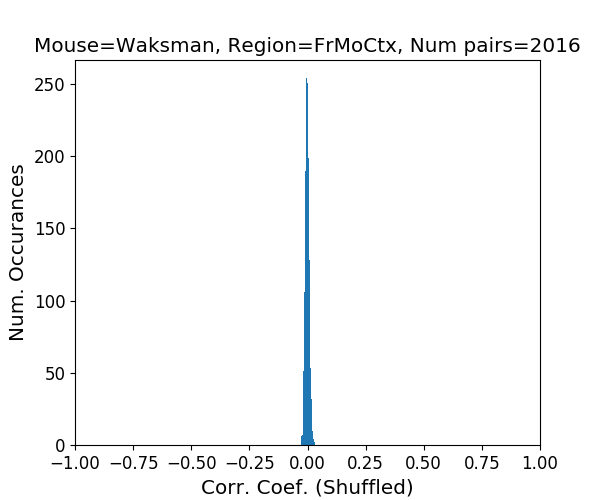 Mouse=Waksman, Region=FrMoCtx, Num pairs=2016
250
200
150
100
50
0
Num. Occurances
−1.00 −0.75 −0.50 −0.25 0.00 0.25 0.50 0.75 1.00
Corr. Coef. (Shuffled)